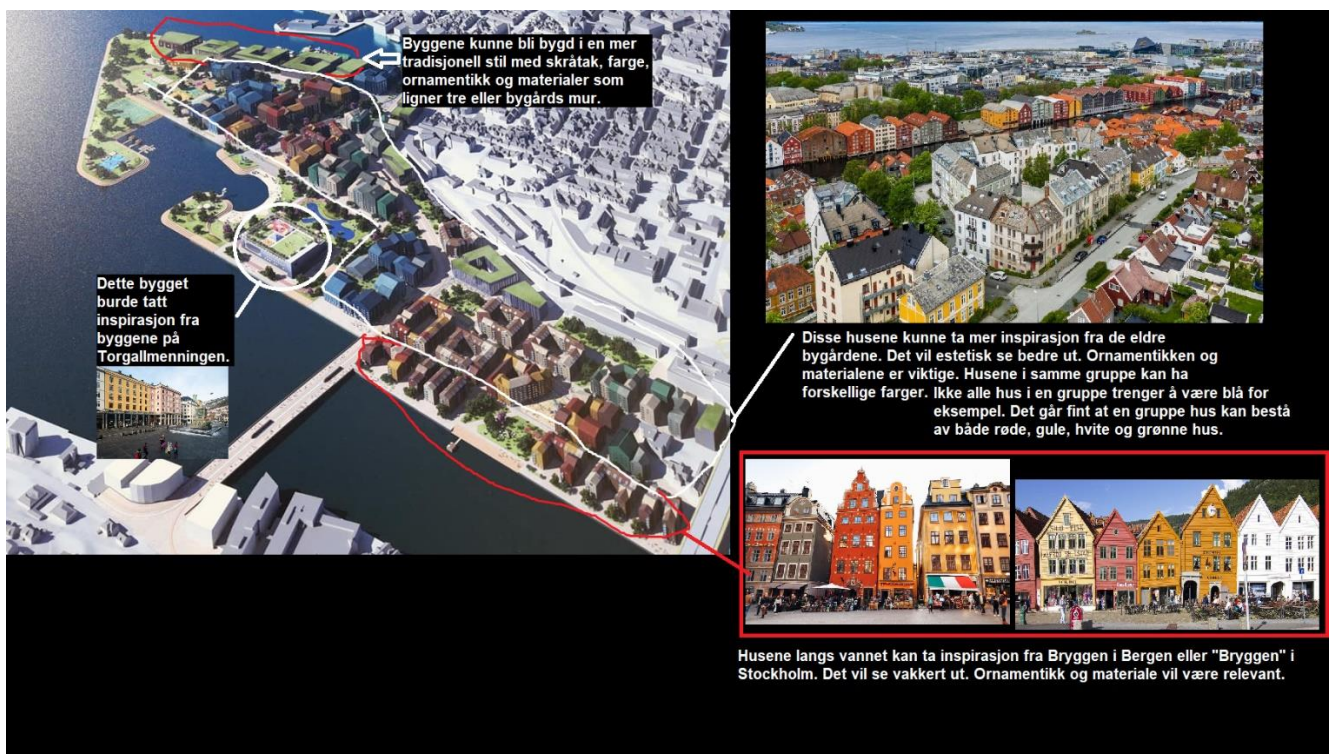 Byggene kunne bli bygd i en mer
tradisjonell stil med skråtak, farge,
ornamentikk og materialer som
ligner tre eller bygårds mur.
Dette bygget
burde tatt
inspirasjon fra
byggene på
Torgallmenningen.
Disse husene kunne ta mer inspirasjon fra de eldre
bygårdene. Det vil estetisk se bedre ut. Ornamentikken og
materialene er viktige. Husene i samme gruppe kan ha
forskellige farger. Ikke alle hus i en gruppe trenger å være blå for
eksempel. Det går fint at en gruppe hus kan bestå
av både røde, gule, hvite og grønne hus.
Husene langs vannet kan ta inspirasjon fra Bryggen i Bergen eller "Bryggen" i
Stockholm. Det vil se vakkert ut. Ornamentikk og materiale vil være relevant.